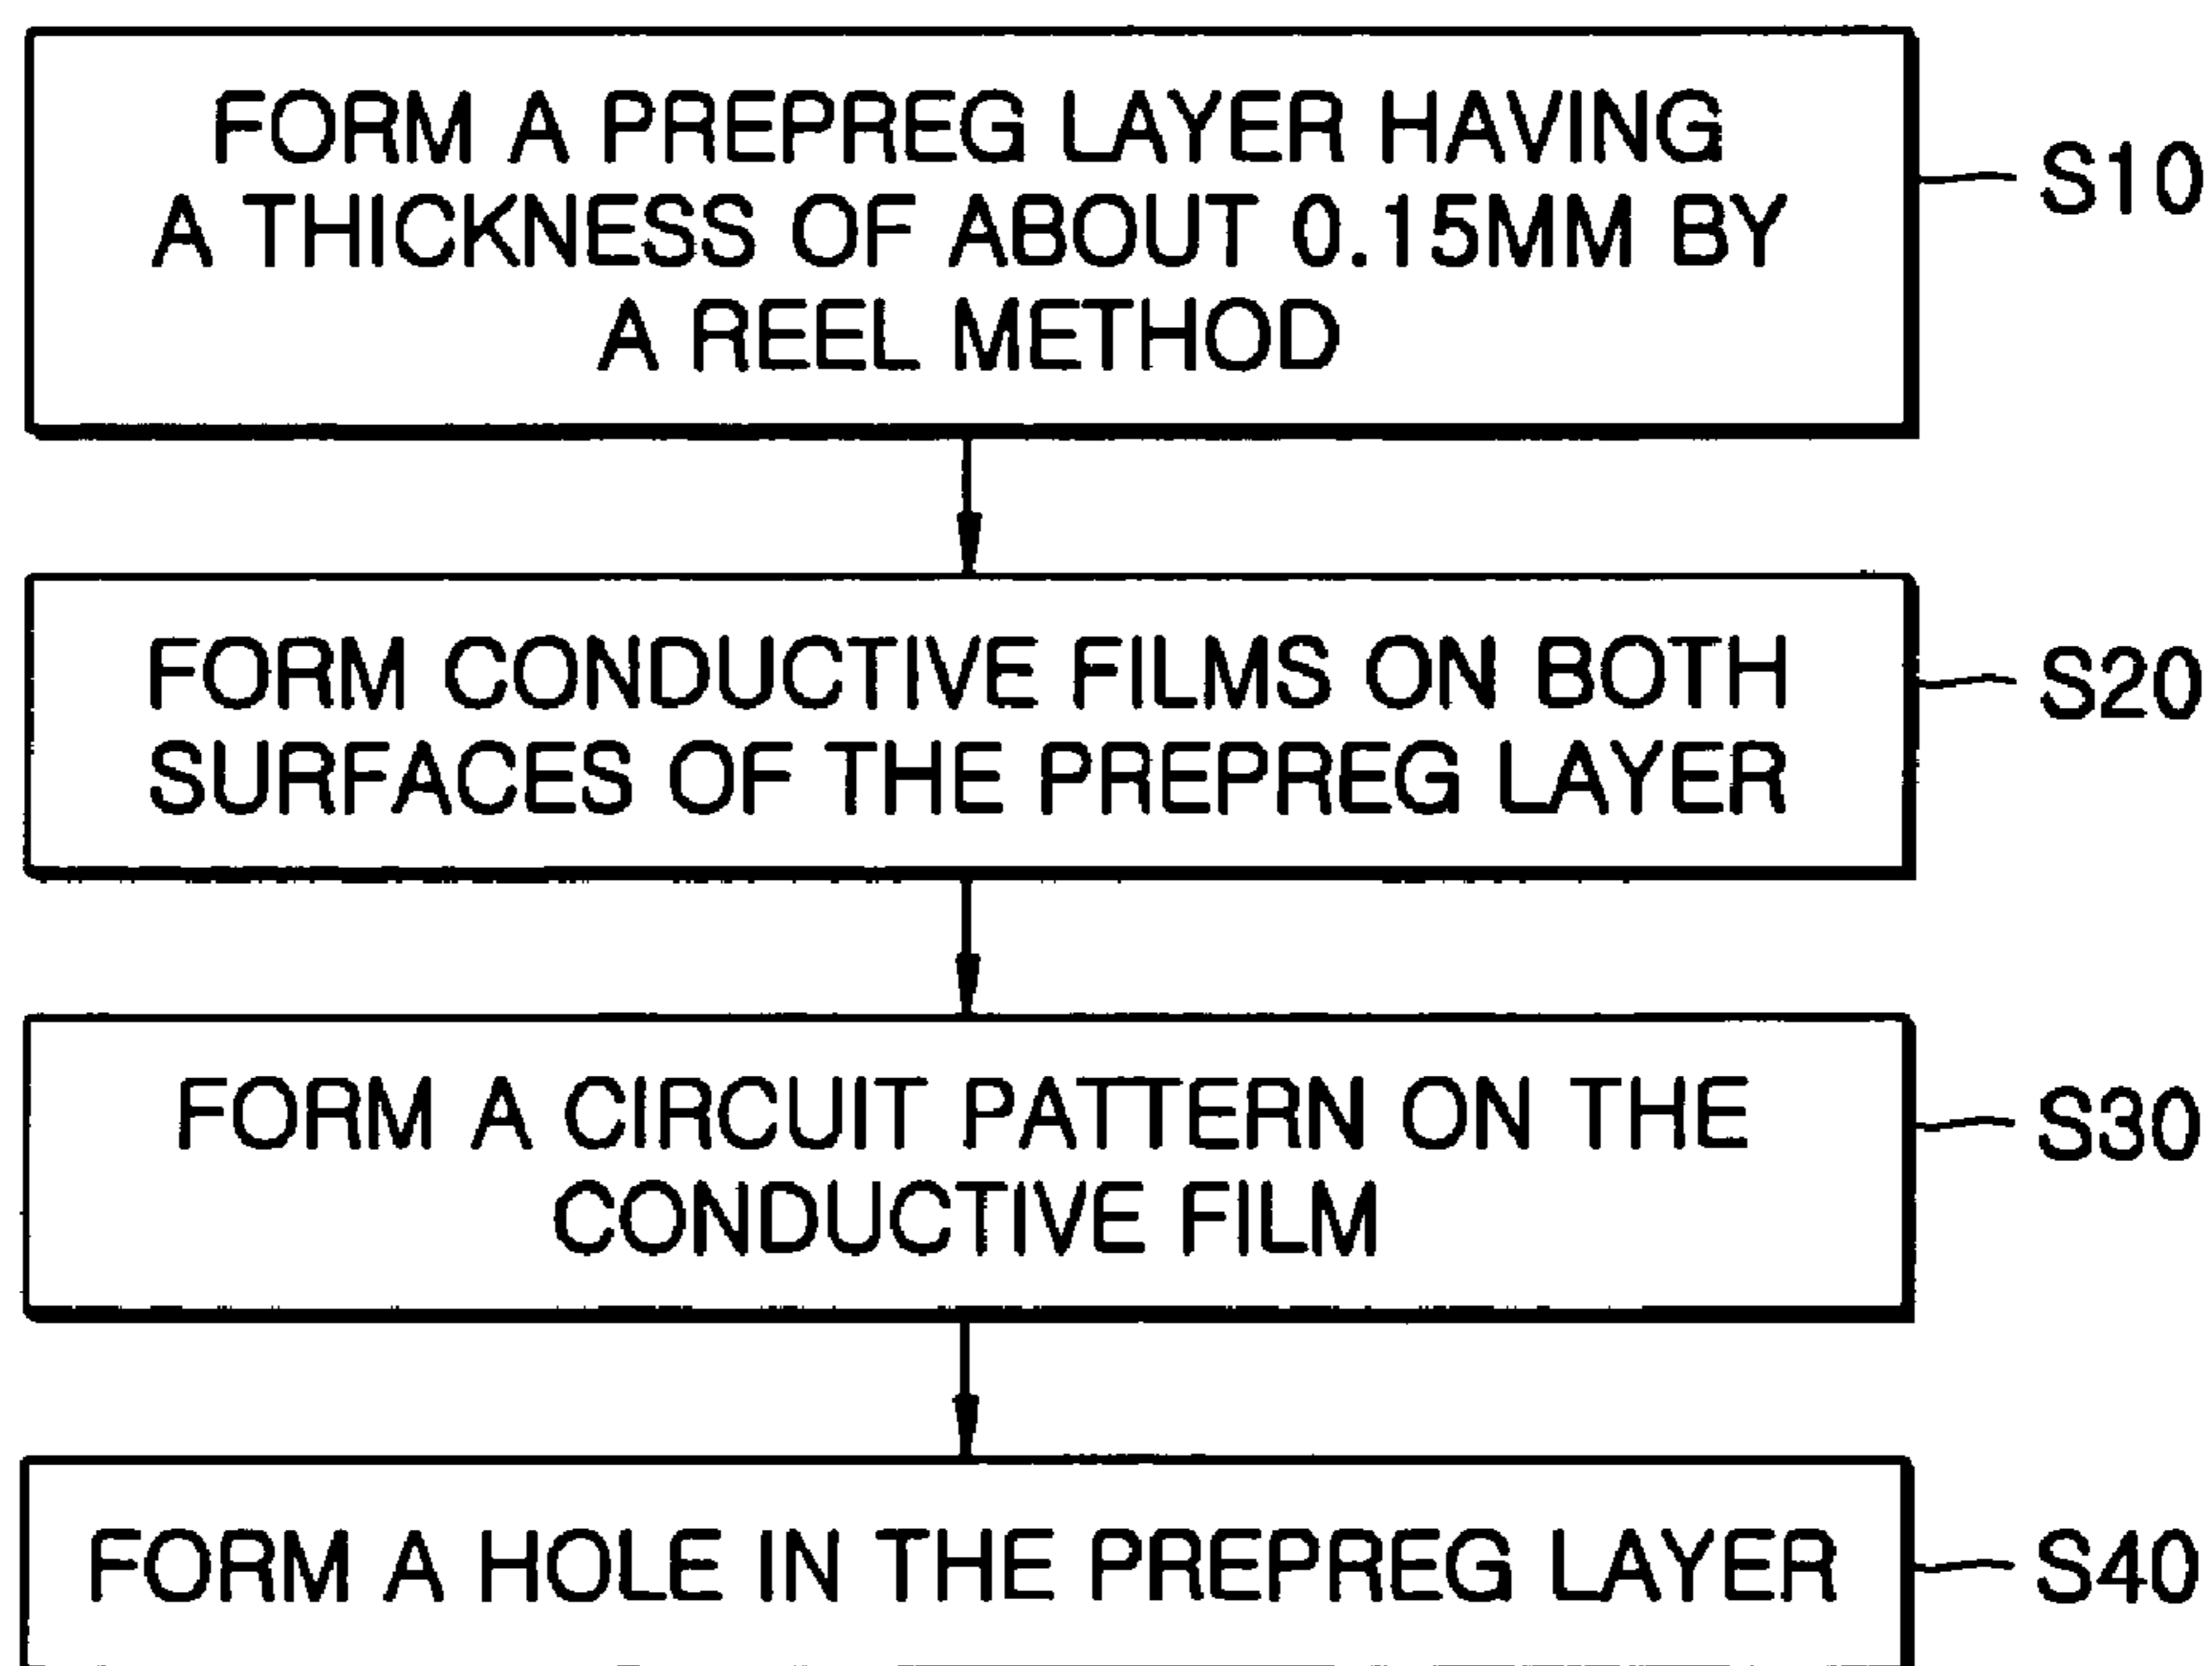 FORM A PREPREG LAYER HAVING
A THICKNESS OF ABOUT 0.15MM BY
A REEL METHOD
S10
FORM CONDUCTIVE FILMS ON BOTH
SURFACES OF THE PREPREG LAYER
S20
FORM A CIRCUIT PATTERN ON THE
CONDUCTIVE FILM
S30
FORM A HOLE IN THE PREPREG LAYER
S40